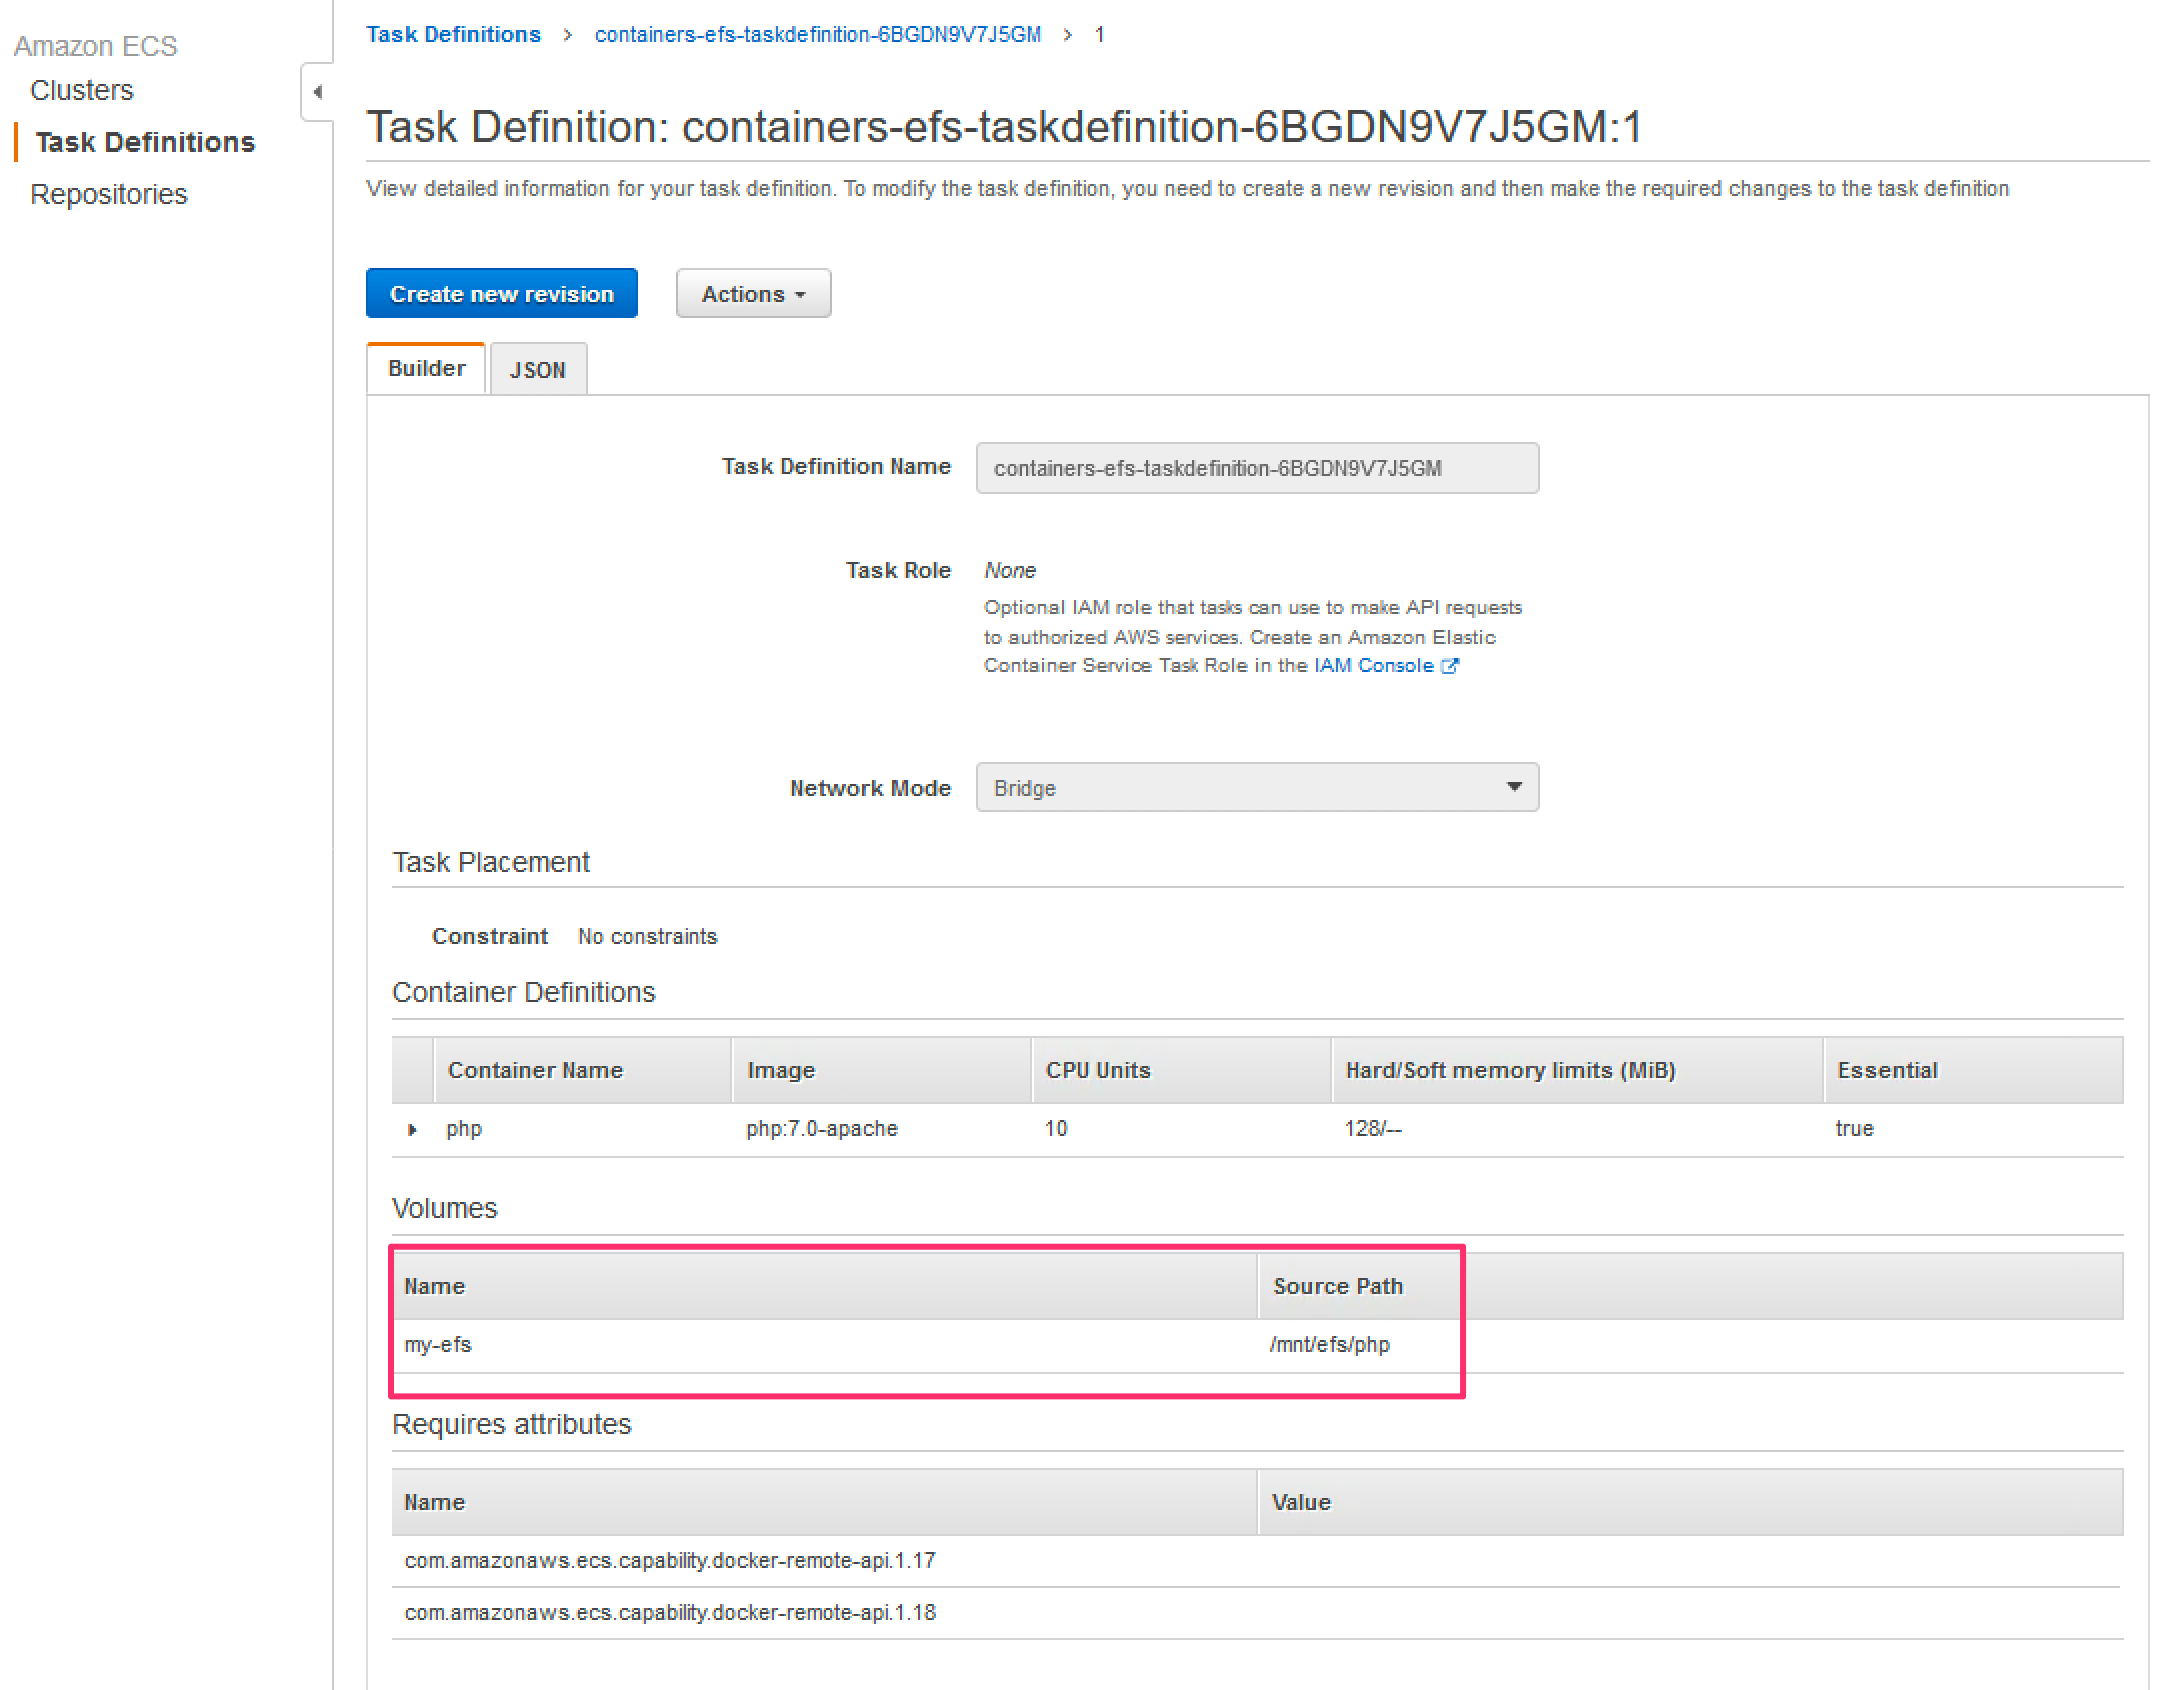 Amazon ECS
Clusters
Task Definitions
Repositories
Task Definitions > containers-efs-taskdefinition-6BGDN9V7J5GM > 1
Task Definition: containers-efs-taskdefinition-6BGDN9V7J5GM:1
View detailed information for your task definition. To modify the task definition, you need to create a new revision and then make the required changes to the task definition
Create new revision Actions
Builder JSON
Task Definition Name containers-efs-taskdefinition-6BGDN9V7J5GM
Task Role None
Optional IAM role that tasks can use to make API requests
to authorized AWS services. Create an Amazon Elastic
Container Service Task Role in the IAM Console
Network Mode Bridge
Task Placement
Constraint No constraints
Container Definitions
Container Name Image CPU Units Hard/Soft memory limits (MiB) Essential
php php:7.0-apache 10 128/-- true
Volumes
Name Source Path
my-efs /mnt/efs/php
Requires attributes
Name Value
com.amazonaws.ecs.capability.docker-remote-api.1.17
com.amazonaws.ecs.capability.docker-remote-api.1.18